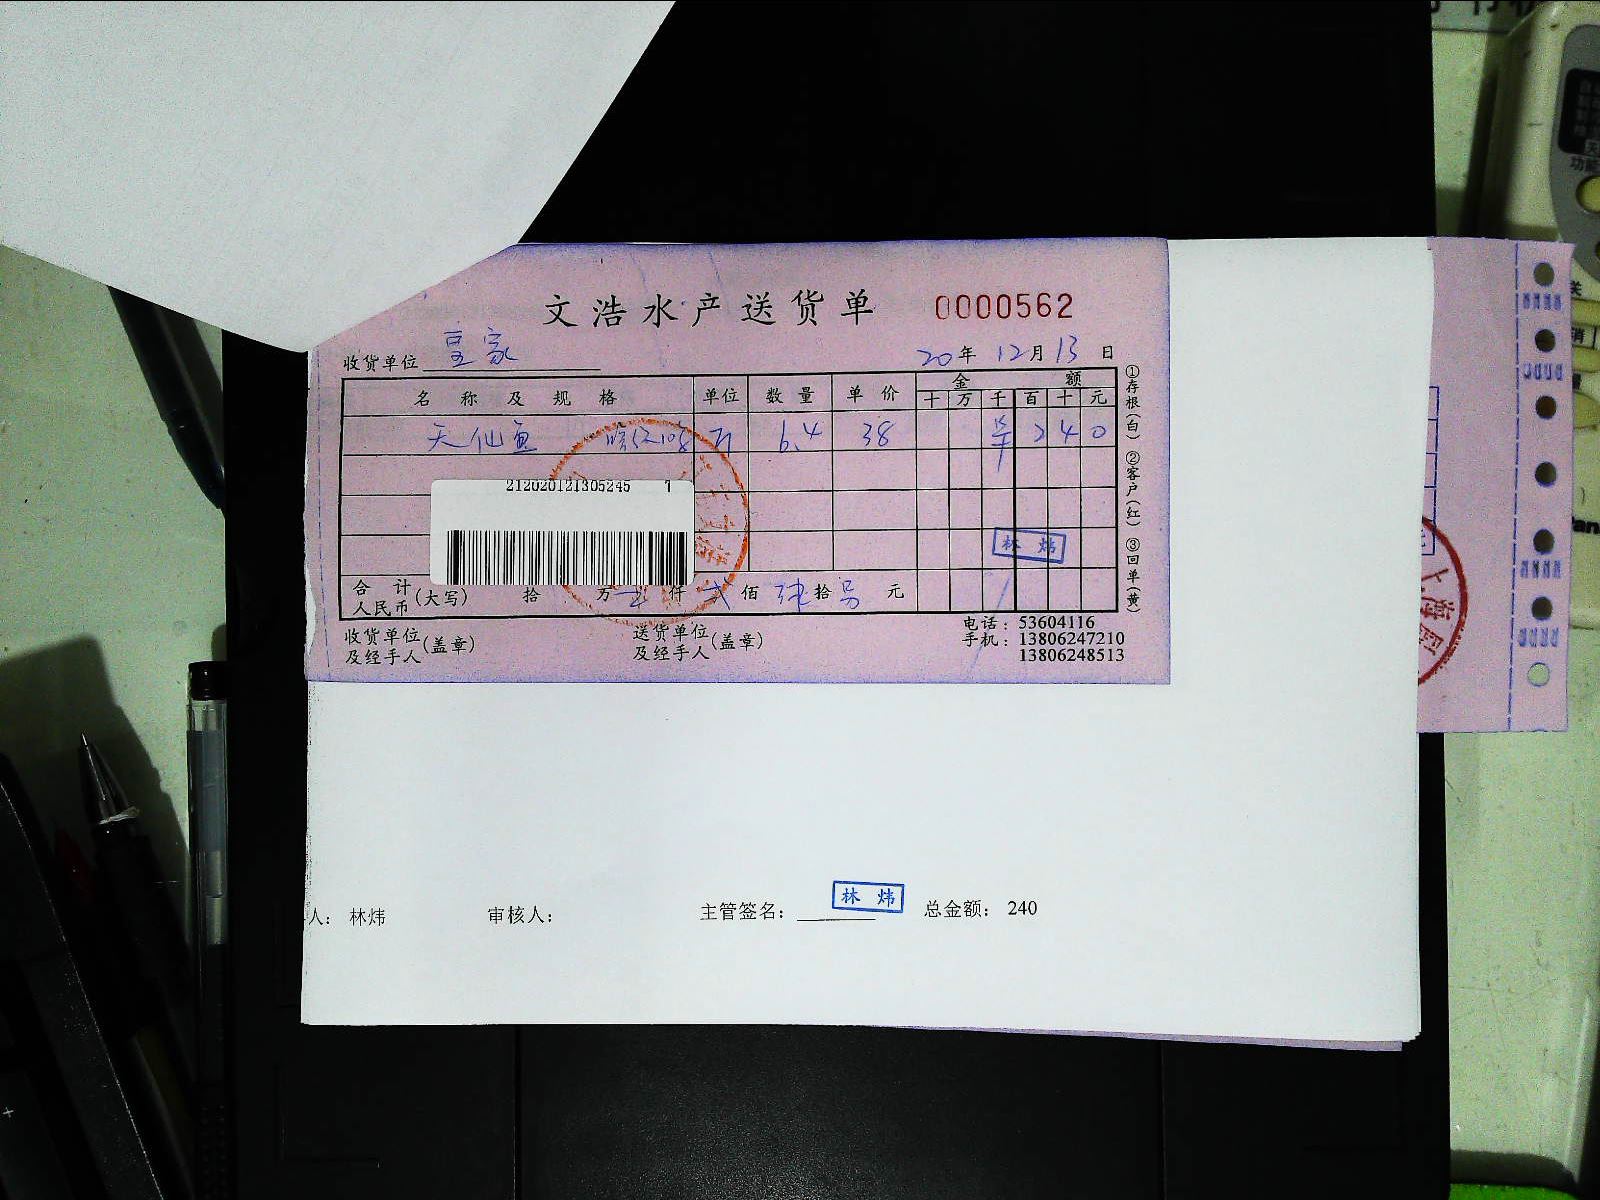 文浩水产送货单 0000562
收货单位 皇家 20年 12月 13日
名称及规格 单位 数量 单价 金额
十 万 千 百 十 元
天仙鱼 6.4 38 2 4 0
212020121305245 1
林炜
合计 人民币(大写) 拾 万 仟 佰 拾 元
收货单位及经手人(盖章) 送货单位及经手人(盖章)
电话：53604116
手机：13806247210
13806248513
①存根(白) ②客户(红) ③回单(黄)
人： 林炜 审核人： 主管签名： 林炜 总金额： 240